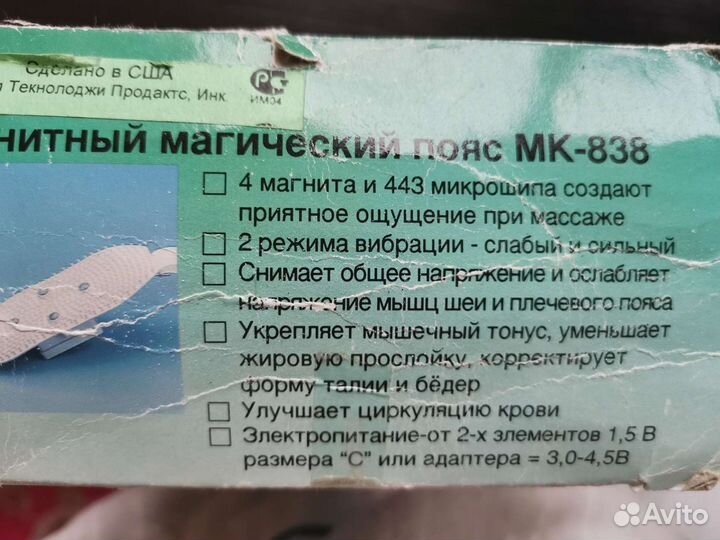 Сделано в США
Текнолоджи Продактс, Инк
ИМ04
нитный магический пояс МК-838
4 магнита и 443 микрошипа создают
приятное ощущение при массаже
2 режима вибрации - слабый и сильный
Снимает общее напряжение и ослабляет
напряжение мышц шеи и плечевого пояса
Укрепляет мышечный тонус, уменьшает
жировую прослойку, корректирует
форму талии и бёдер
Улучшает циркуляцию крови
Электропитание-от 2-х элементов 1,5 В
размера "С" или адаптера = 3,0-4,5В
Avito